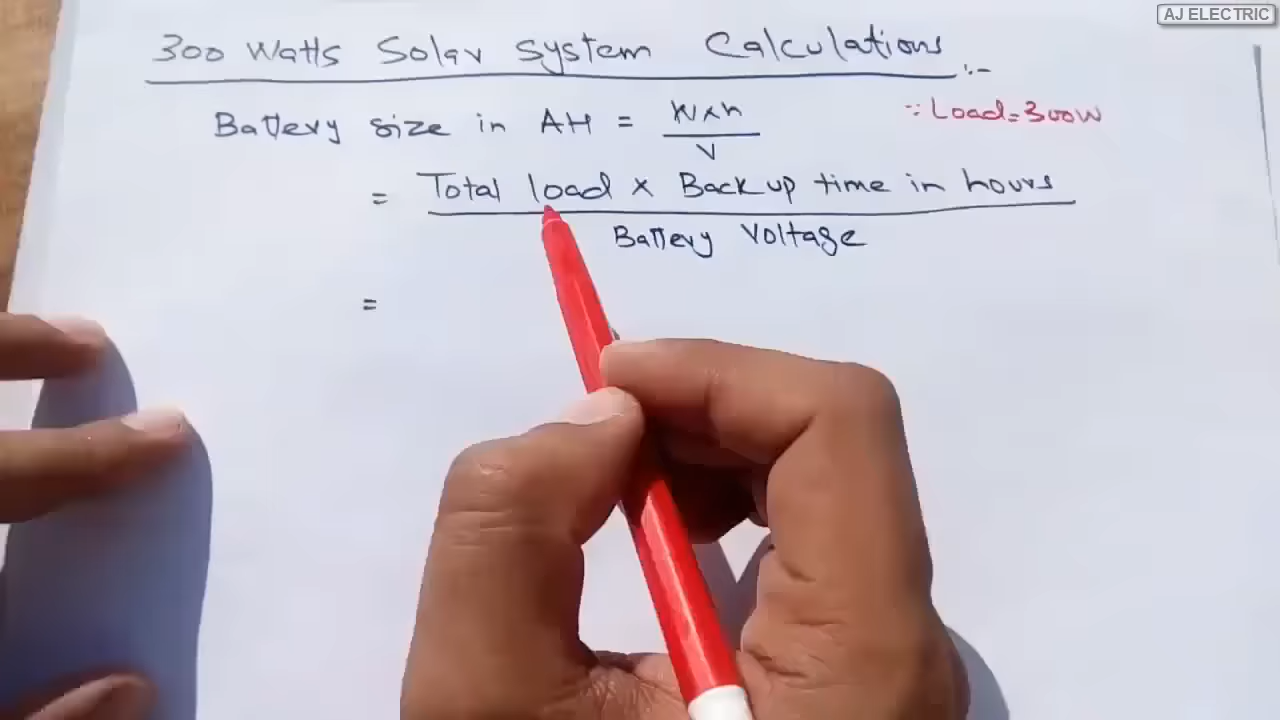 AJ ELECTRIC
300 Watts Solar System Calculations :-
Battery size in AH = W x h / V
∵ Load = 300W
= Total load x Back up time in hours / Battery Voltage
=